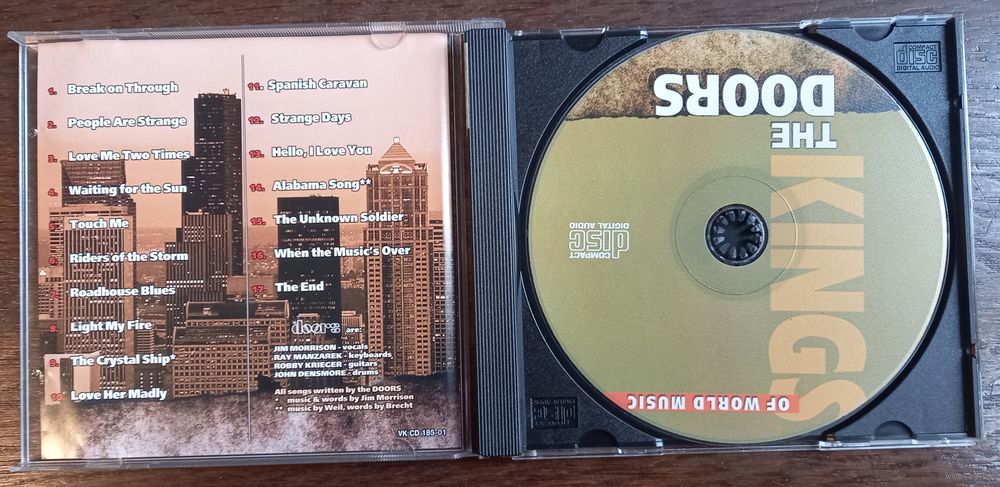 1. Break on Through
2. People Are Strange
3. Love Me Two Times
4. Waiting for the Sun
5. Touch Me
6. Riders of the Storm
7. Roadhouse Blues
8. Light My Fire
9. The Crystal Ship*
10. Love Her Madly
11. Spanish Caravan
12. Strange Days
13. Hello, I Love You
14. Alabama Song**
15. The Unknown Soldier
16. When the Music's Over
17. The End
doors are:
JIM MORRISON - vocals
RAY MANZAREK - keyboards
ROBBY KRIEGER - guitars
JOHN DENSMORE - drums
All songs written by the DOORS
* music & words by Jim Morrison
** music by Weil, words by Brecht
VK CD 185-01
THE
DOORS
KINGS
OF WORLD MUSIC
COMPACT
disc
DIGITAL AUDIO
COMPACT
disc
DIGITAL AUDIO